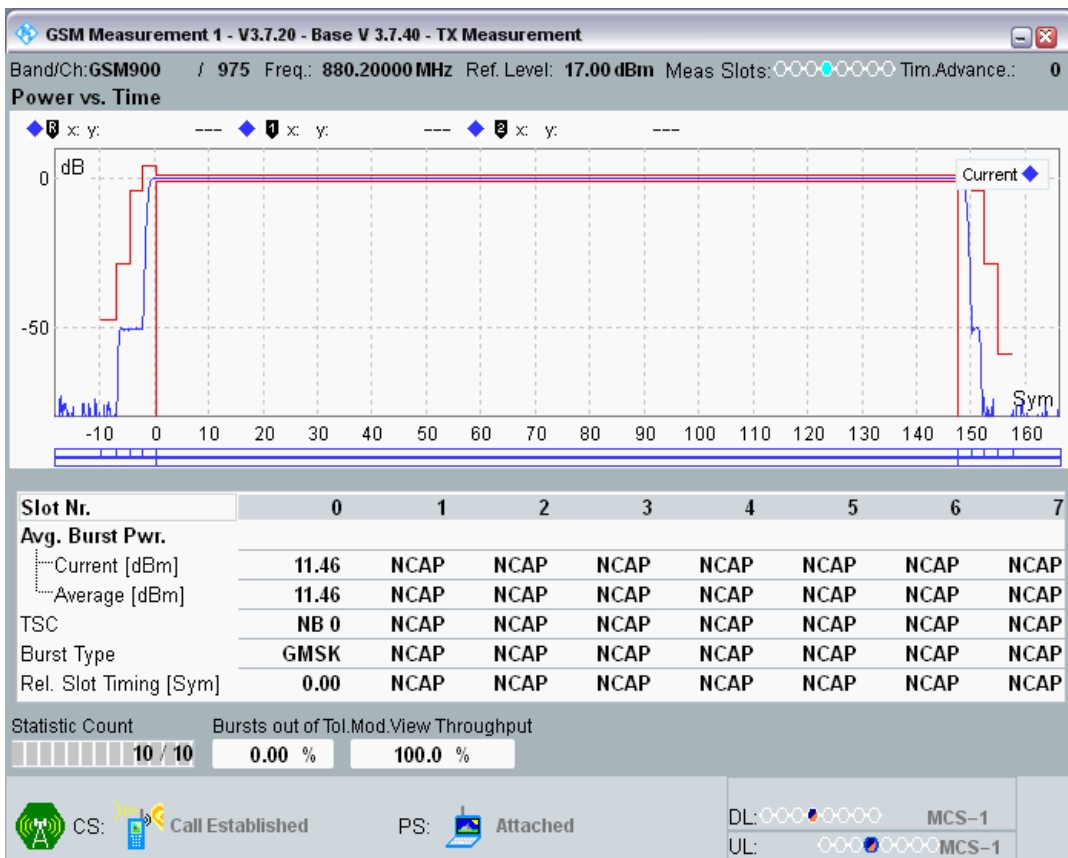 GSM Measurement 1 - V3.7.20 - Base V 3.7.40 - TX Measurement
Band/Ch:GSM900 / 975 Freq.: 880.20000 MHz Ref. Level: 17.00 dBm Meas Slots: Tim.Advance.: 0
Power vs. Time
R x: y: --- 1 x: y: --- 2 x: y: ---
dB
Current
0
-50
Sym
-10 0 10 20 30 40 50 60 70 80 90 100 110 120 130 140 150 160
Slot Nr. 0 1 2 3 4 5 6 7
Avg. Burst Pwr.
Current [dBm] 11.46 NCAP NCAP NCAP NCAP NCAP NCAP NCAP
Average [dBm] 11.46 NCAP NCAP NCAP NCAP NCAP NCAP NCAP
TSC NB 0 NCAP NCAP NCAP NCAP NCAP NCAP NCAP
Burst Type GMSK NCAP NCAP NCAP NCAP NCAP NCAP NCAP
Rel. Slot Timing [Sym] 0.00 NCAP NCAP NCAP NCAP NCAP NCAP NCAP
Statistic Count Bursts out of Tol.Mod.View Throughput
10 / 10 0.00 % 100.0 %
CS: Call Established PS: Attached
DL: MCS-1
UL: MCS-1